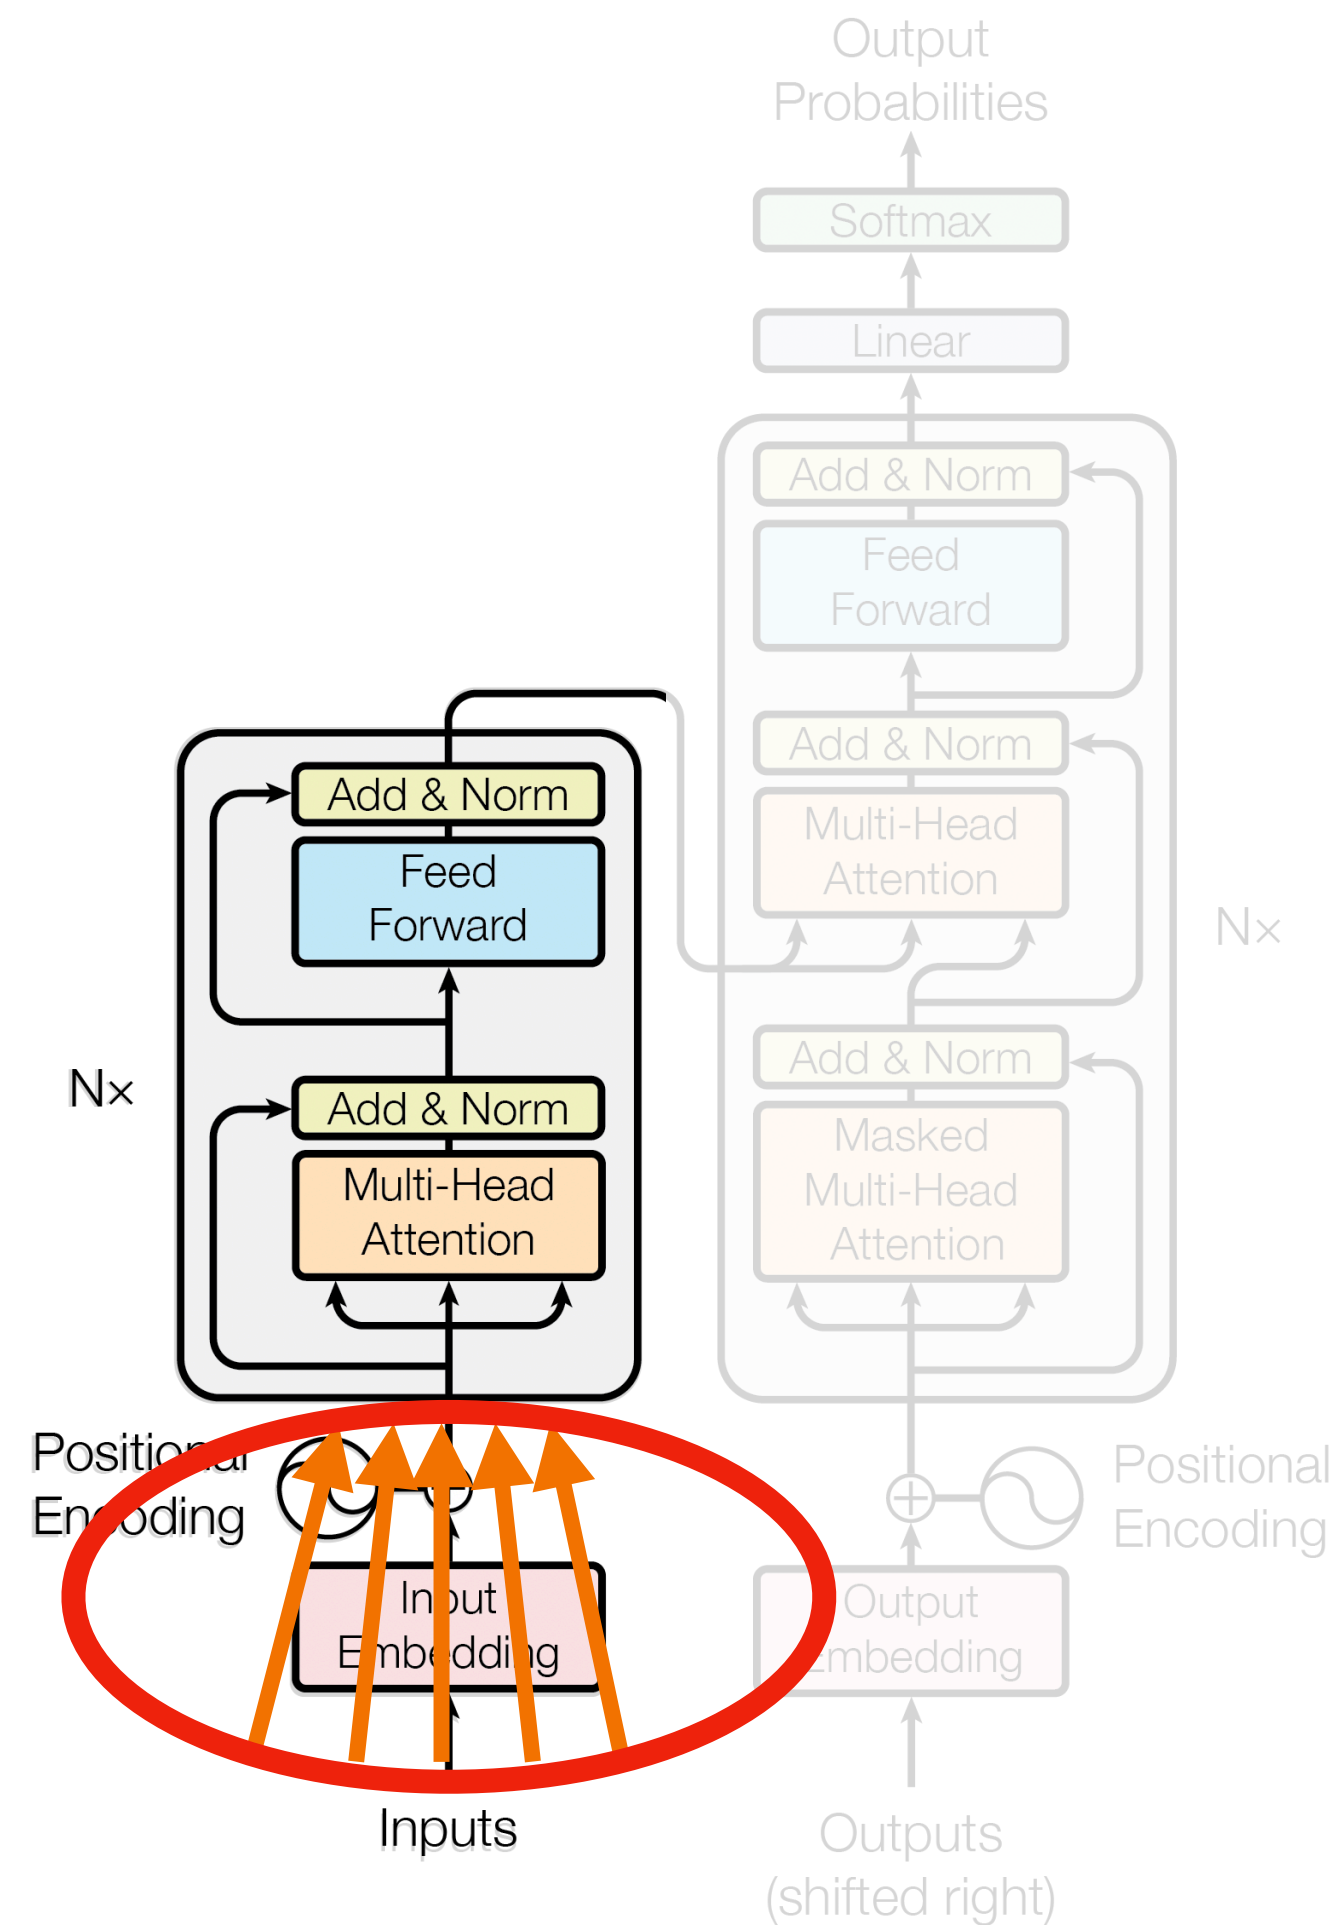 Output
Probabilities
Softmax
Linear
Add & Norm
Feed
Forward
Add & Norm
Multi-Head
Attention
Nx
Add & Norm
Masked
Multi-Head
Attention
Positional
Encoding
Output
Embedding
Outputs
(shifted right)
Add & Norm
Feed
Forward
Nx
Add & Norm
Multi-Head
Attention
Positional
Encoding
Input
Embedding
Inputs